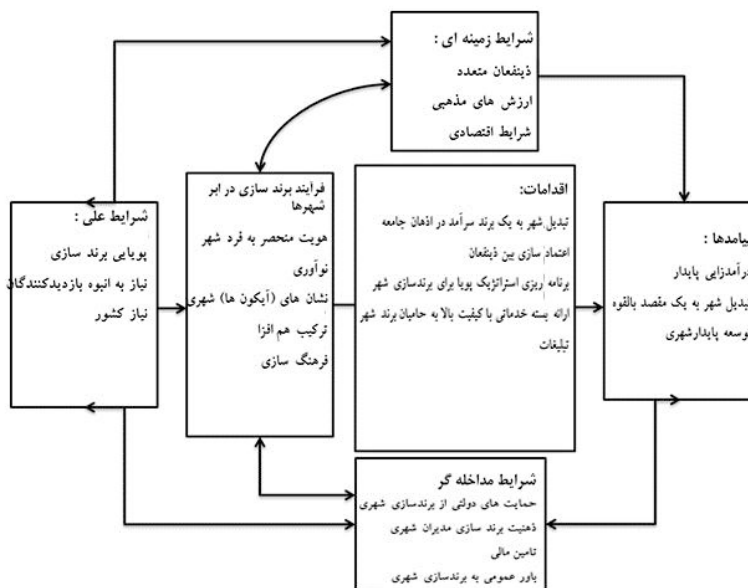 شرایط زمینه ای :
ذینفعان متعدد
ارزش های مذهبی
شرایط اقتصادی
شرایط علی :
پویایی برند سازی
نیاز به انبوه بازدیدکنندگان
نیاز کشور
فرآیند برند سازی در ابر
شهرها
هویت منحصر به فرد شهر
نوآوری
نشان های (آیکون ها) شهری
ترکیب هم افزا
فرهنگ سازی
اقدامات:
تبدیل شهر به یک برند سرآمد در اذهان جامعه
اعتماد سازی بین ذینفعان
برنامه ریزی استراتژیک پویا برای برندسازی شهر
ارائه بسته خدماتی با کیفیت بالا به حامیان برند شهر
تبلیغات
پیامدها :
درآمدزایی پایدار
تبدیل شهر به یک مقصد بالقوه
توسعه پایدارشهری
شرایط مداخله گر
حمایت های دولتی از برندسازی شهری
ذهنیت برند سازی مدیران شهری
تامین مالی
باور عمومی به برندسازی شهری